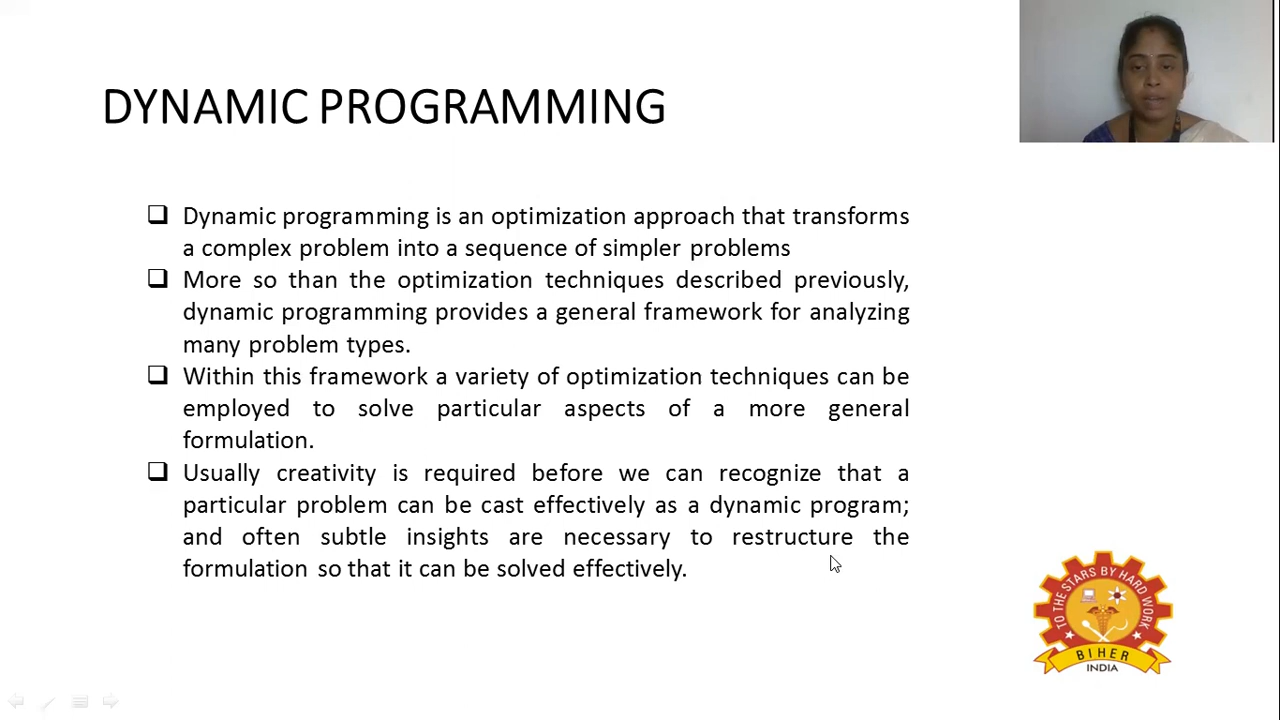 DYNAMIC PROGRAMMING
❑ Dynamic programming is an optimization approach that transforms
a complex problem into a sequence of simpler problems
❑ More so than the optimization techniques described previously,
dynamic programming provides a general framework for analyzing
many problem types.
❑ Within this framework a variety of optimization techniques can be
employed to solve particular aspects of a more general
formulation.
❑ Usually creativity is required before we can recognize that a
particular problem can be cast effectively as a dynamic program;
and often subtle insights are necessary to restructure the
formulation so that it can be solved effectively.
TO THE STARS BY HARD WORK
BIHER
INDIA